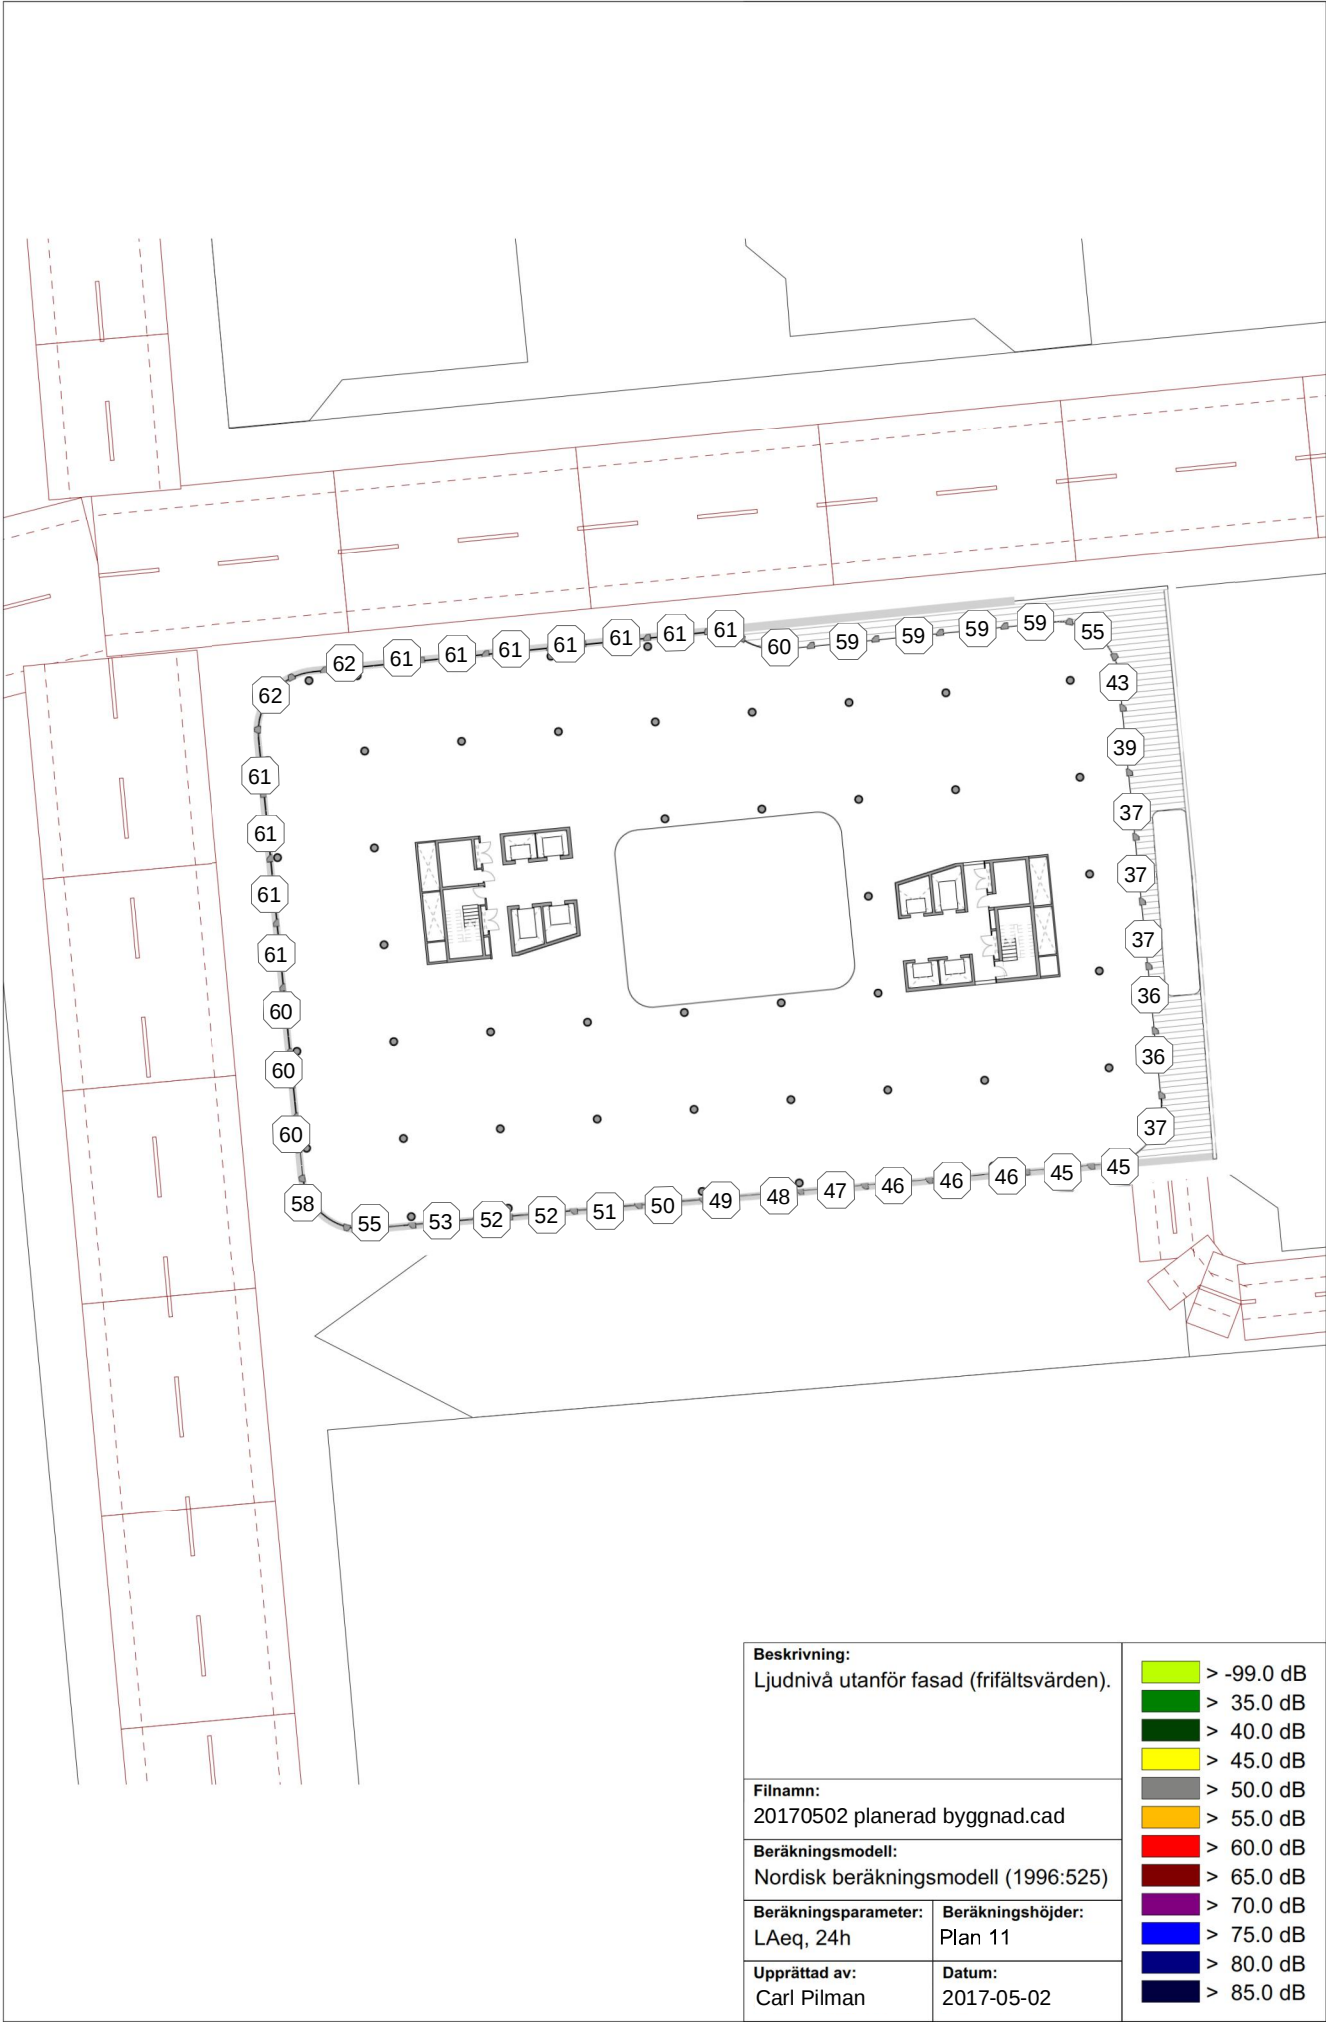 62 61 61 61 61 61 61 61
62
60 59 59 59 59 55
43
61 39
61 37
61 37
61 37
60 36
60 36
60 37
58 55 53 52 52 51 50 49 48 47 46 46 46 45 45
Beskrivning:
Ljudnivå utanför fasad (frifältsvärden).
Filnamn:
20170502 planerad byggnad.cad
Beräkningsmodell:
Nordisk beräkningsmodell (1996:525)
Beräkningsparameter:
LAeq, 24h
Beräkningshöjder:
Plan 11
Upprättad av:
Carl Pilman
Datum:
2017-05-02
> -99.0 dB
> 35.0 dB
> 40.0 dB
> 45.0 dB
> 50.0 dB
> 55.0 dB
> 60.0 dB
> 65.0 dB
> 70.0 dB
> 75.0 dB
> 80.0 dB
> 85.0 dB